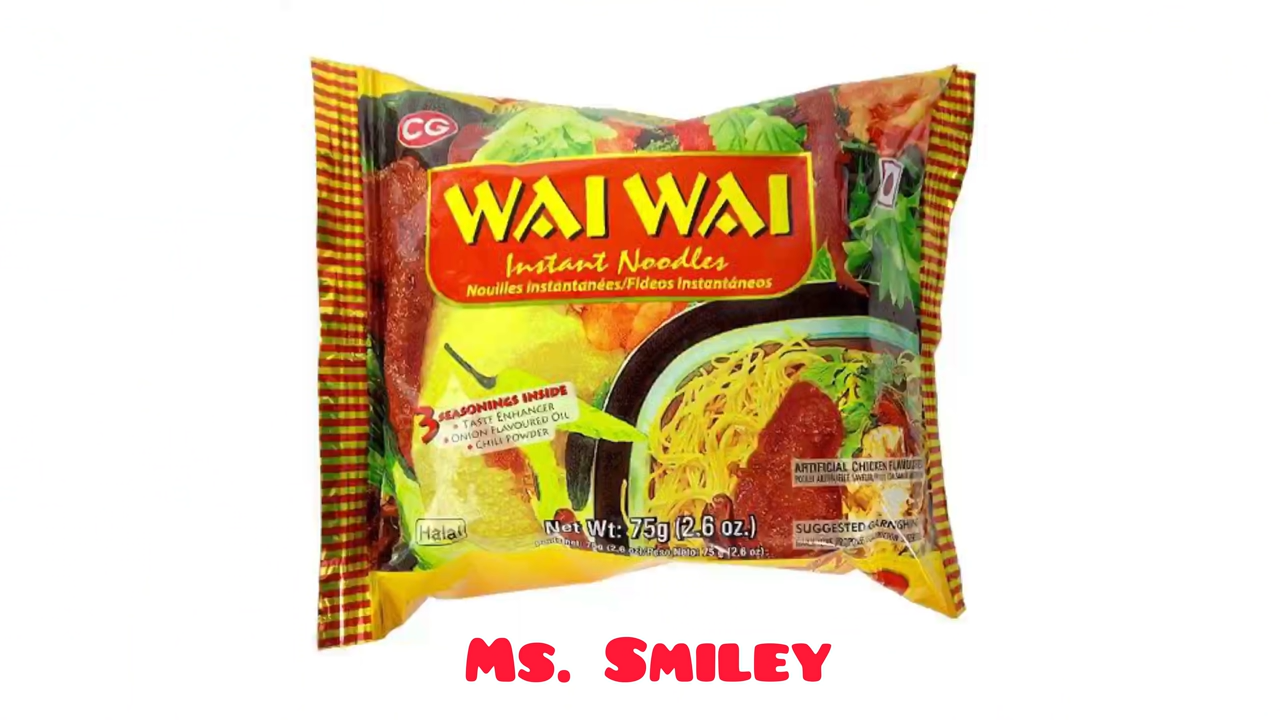 CG
WAI WAI
Instant Noodles
Nouilles Instantanées/Fideos Instantáneos
3 SEASONINGS INSIDE
• TASTE ENHANCER
• ONION FLAVOURED OIL
• CHILI POWDER
ARTIFICIAL CHICKEN
Halal
Net Wt: 75g (2.6 oz.)
SUGGESTED GARNISHING
Ms. Smiley